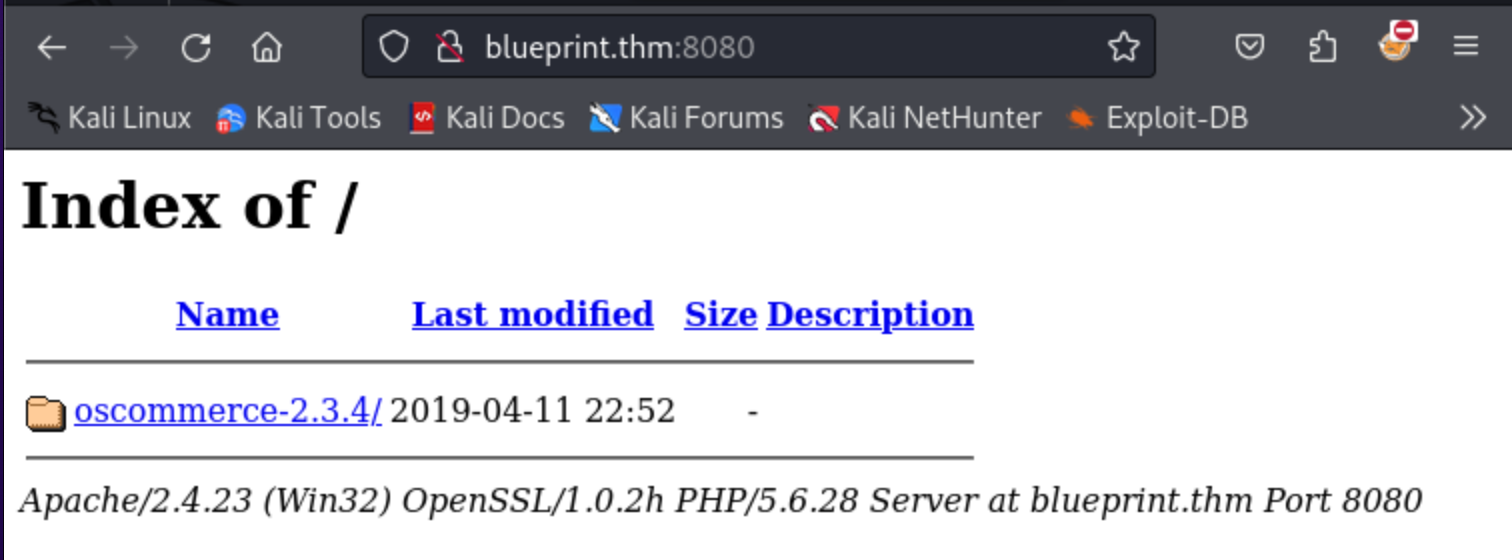 blueprint.thm:8080
Kali Linux Kali Tools Kali Docs Kali Forums Kali NetHunter Exploit-DB
Index of /
Name Last modified Size Description
oscommerce-2.3.4/ 2019-04-11 22:52 -
Apache/2.4.23 (Win32) OpenSSL/1.0.2h PHP/5.6.28 Server at blueprint.thm Port 8080